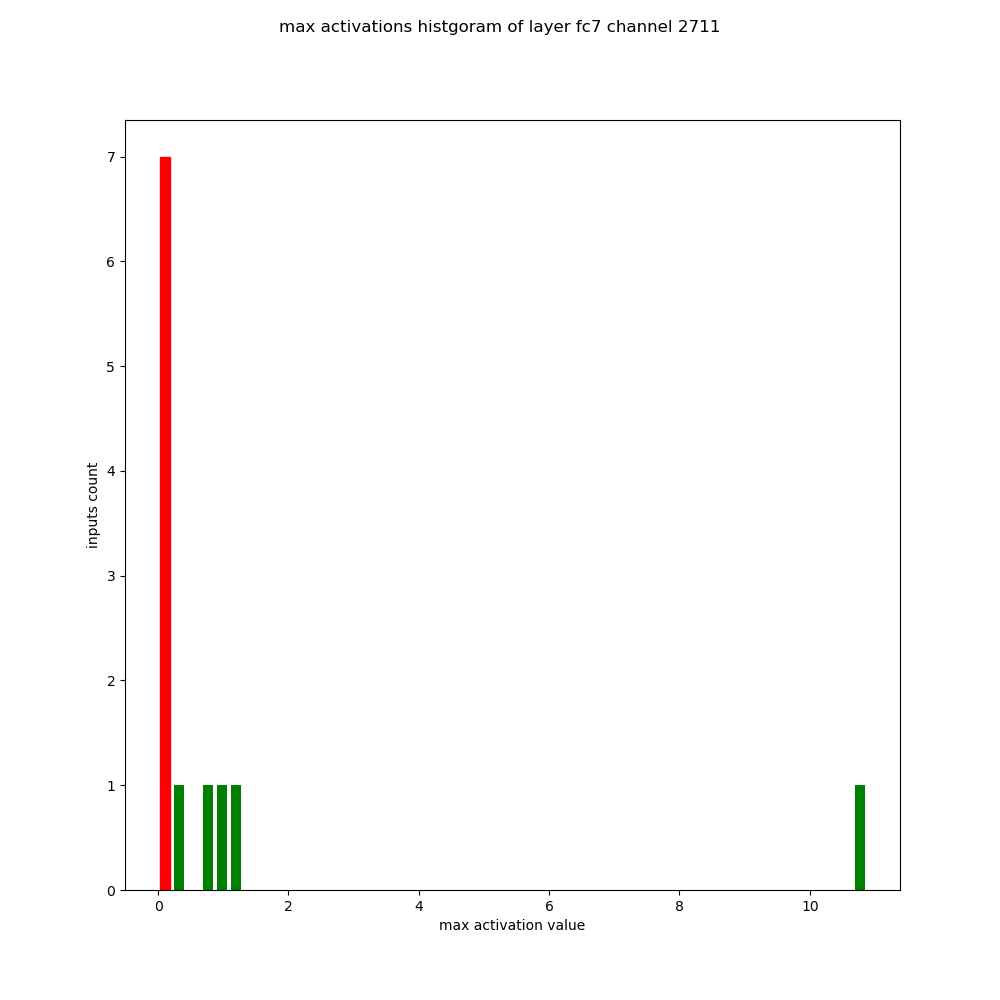 max activations histgoram of layer fc7 channel 2711
7
6
5
4
3
2
1
0
inputs count
0 2 4 6 8 10
max activation value